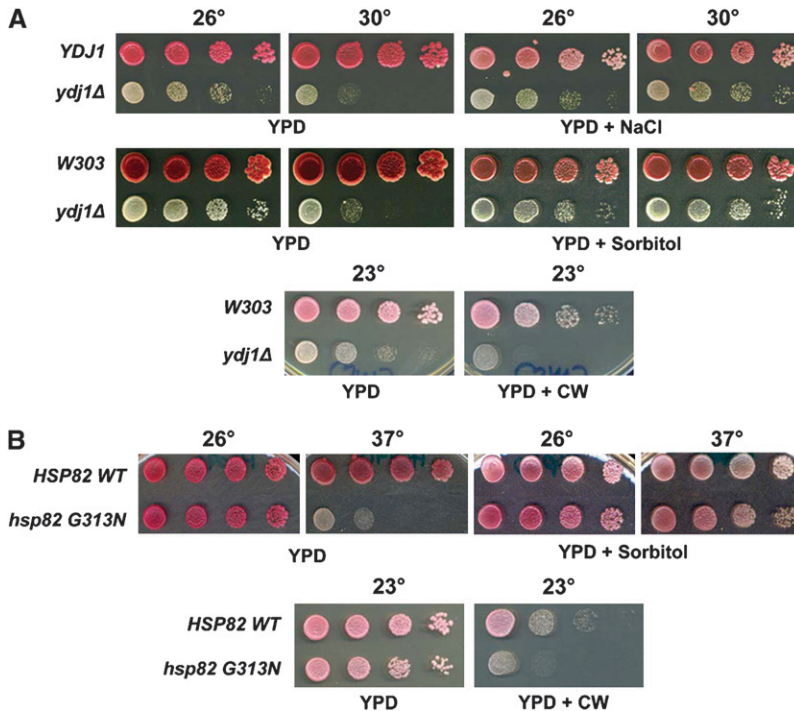 A
26° 30° 26° 30°
YDJ1
ydj1Δ
YPD YPD + NaCl
W303
ydj1Δ
YPD YPD + Sorbitol
23° 23°
W303
ydj1Δ
YPD YPD + CW
B
26° 37° 26° 37°
HSP82 WT
hsp82 G313N
YPD YPD + Sorbitol
23° 23°
HSP82 WT
hsp82 G313N
YPD YPD + CW